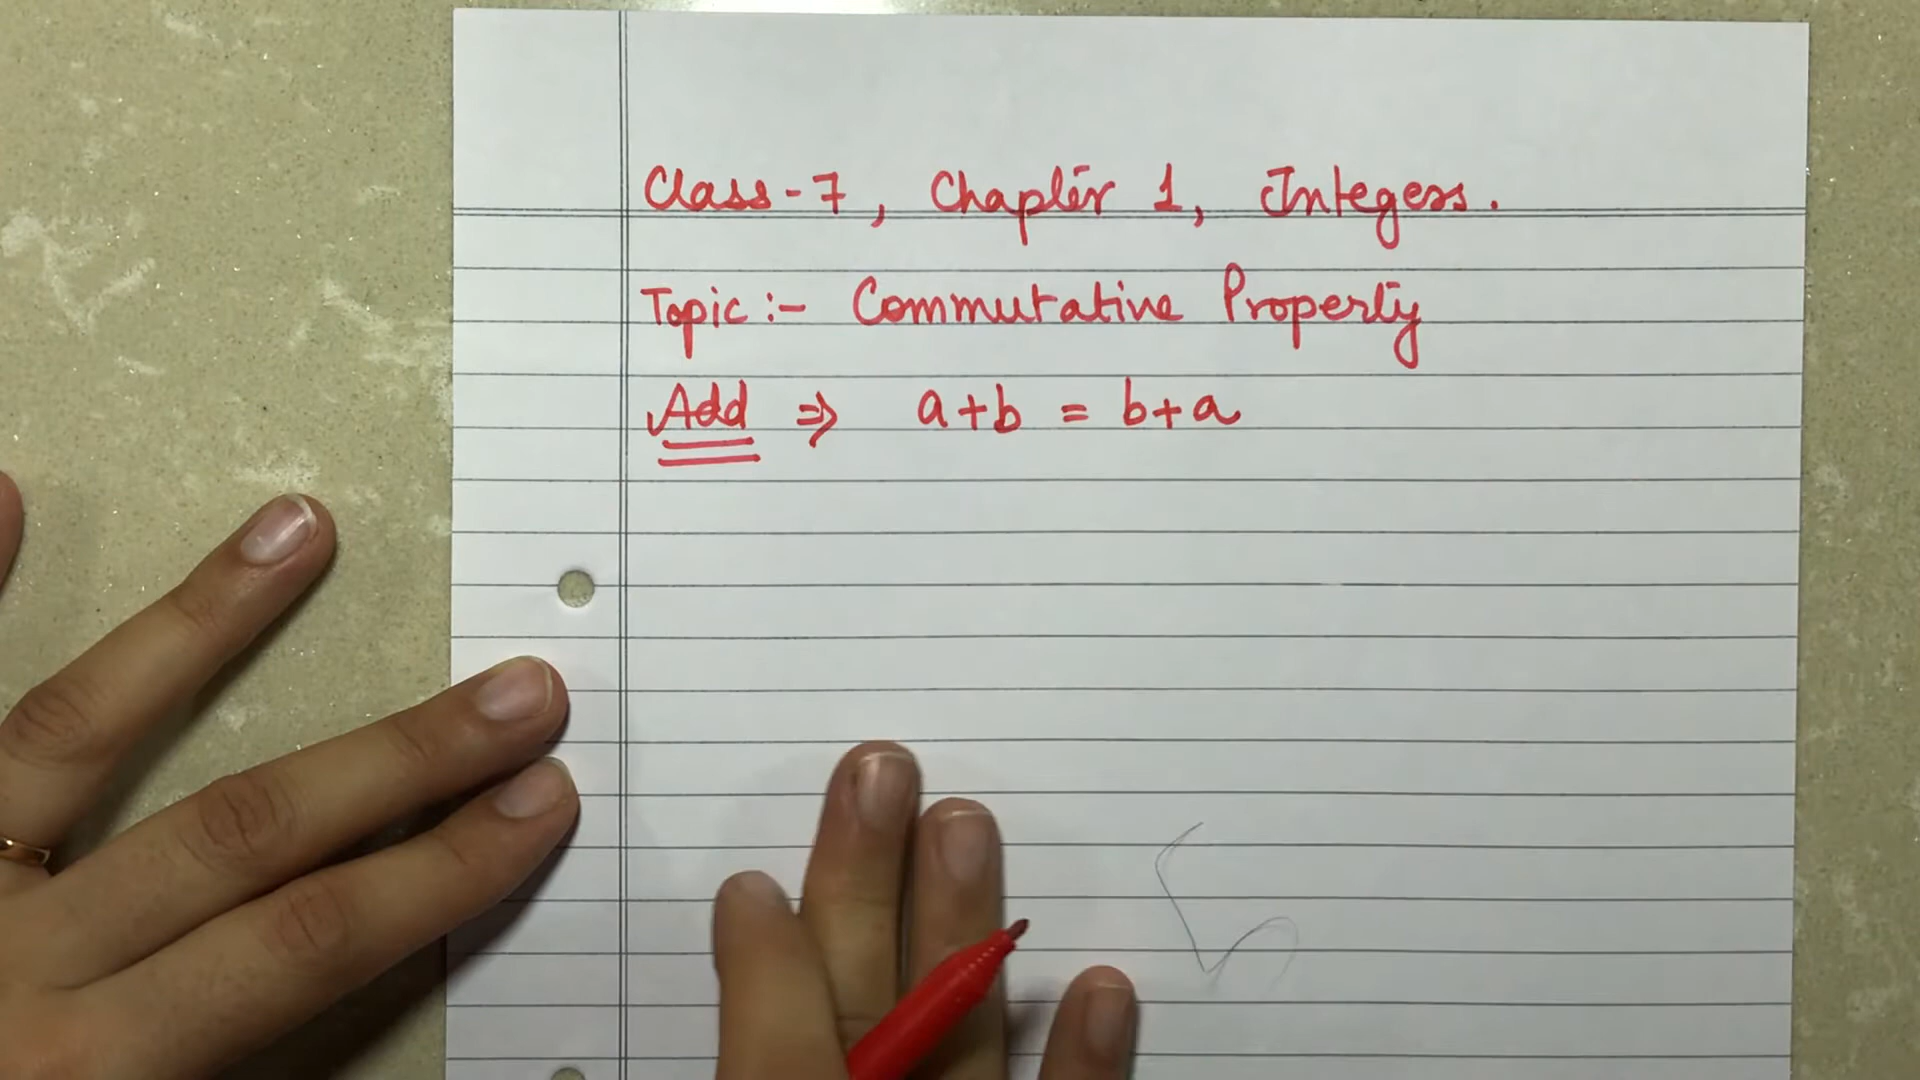 Class-7, Chapter 1, Integers.
Topic :- Commutative Property
Add ⇒ a+b = b+a